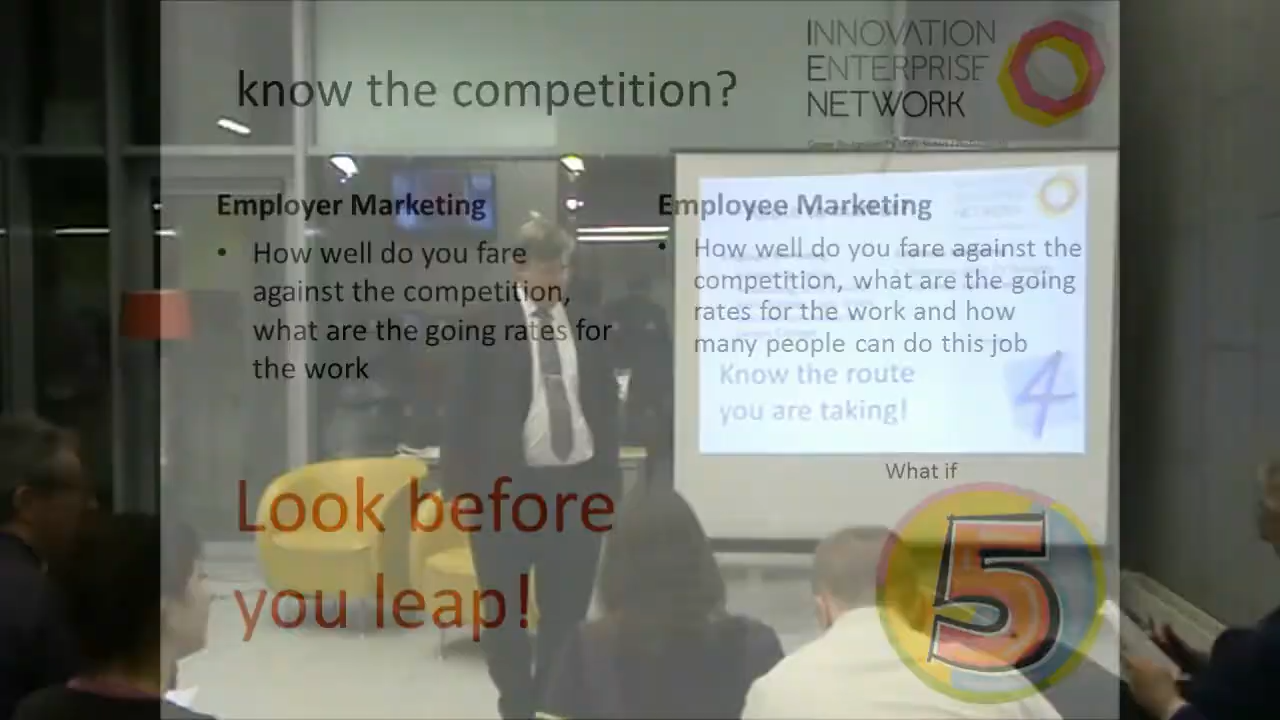 know the competition?
INNOVATION
ENTERPRISE
NETWORK
Employer Marketing
• How well do you fare
against the competition,
what are the going rates for
the work
Employee Marketing
• How well do you fare against the
competition, what are the going
rates for the work and how
many people can do this job
Know the route
you are taking!
4
What if
5
Look before
you leap!